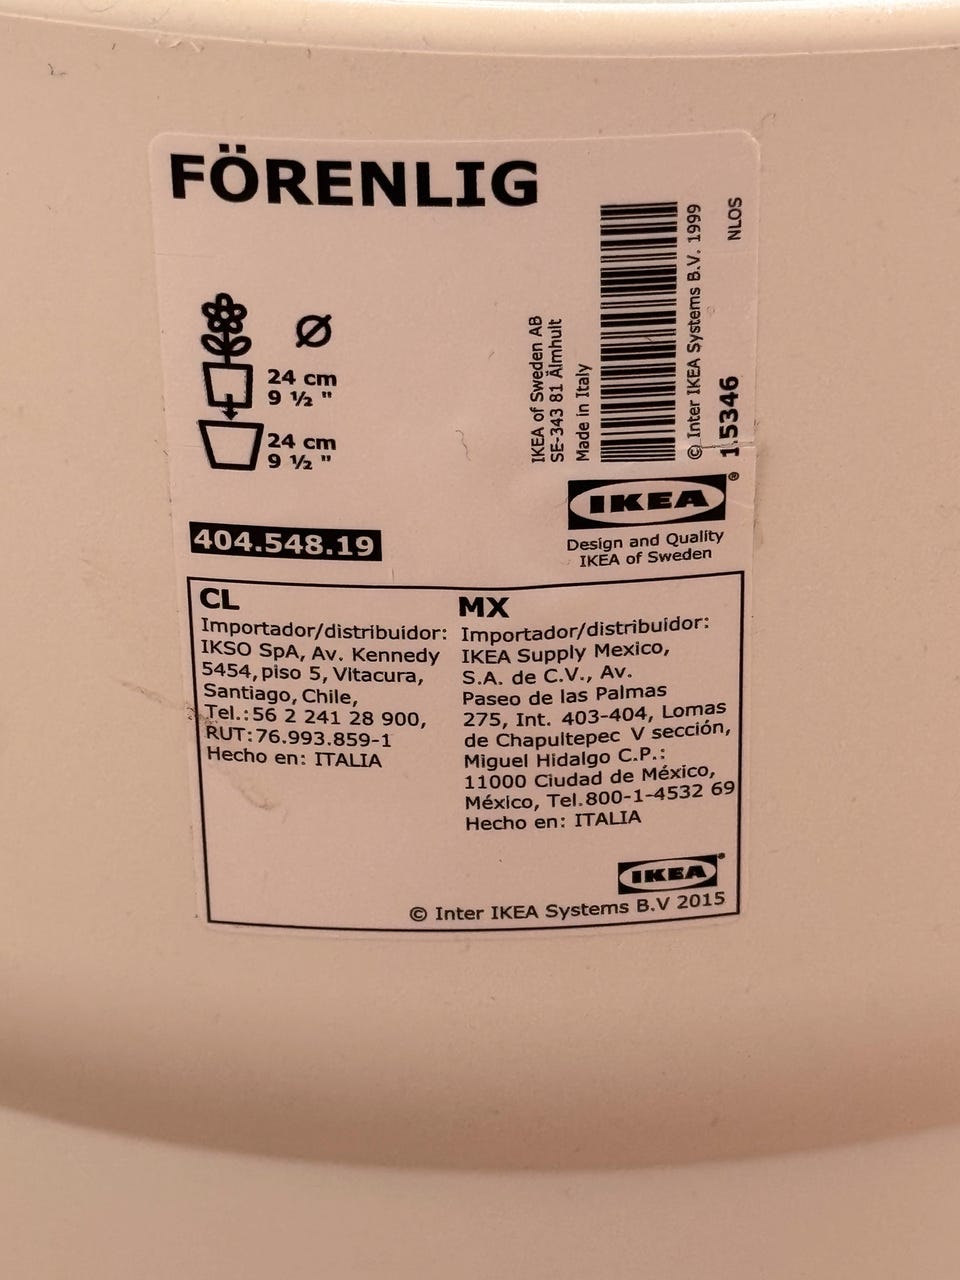 FÖRENLIG
Ø
24 cm
9 ½ "
24 cm
9 ½ "
404.548.19
IKEA of Sweden AB
SE-343 81 Älmhult
Made in Italy
© Inter IKEA Systems B.V. 1999
NLOS
15346
IKEA®
Design and Quality
IKEA of Sweden
CL
Importador/distribuidor:
IKSO SpA, Av. Kennedy
5454, piso 5, Vitacura,
Santiago, Chile,
Tel.: 56 2 241 28 900,
RUT: 76.993.859-1
Hecho en: ITALIA
MX
Importador/distribuidor:
IKEA Supply Mexico,
S.A. de C.V., Av.
Paseo de las Palmas
275, Int. 403-404, Lomas
de Chapultepec V sección,
Miguel Hidalgo C.P.:
11000 Ciudad de México,
México, Tel.800-1-4532 69
Hecho en: ITALIA
IKEA®
© Inter IKEA Systems B.V 2015